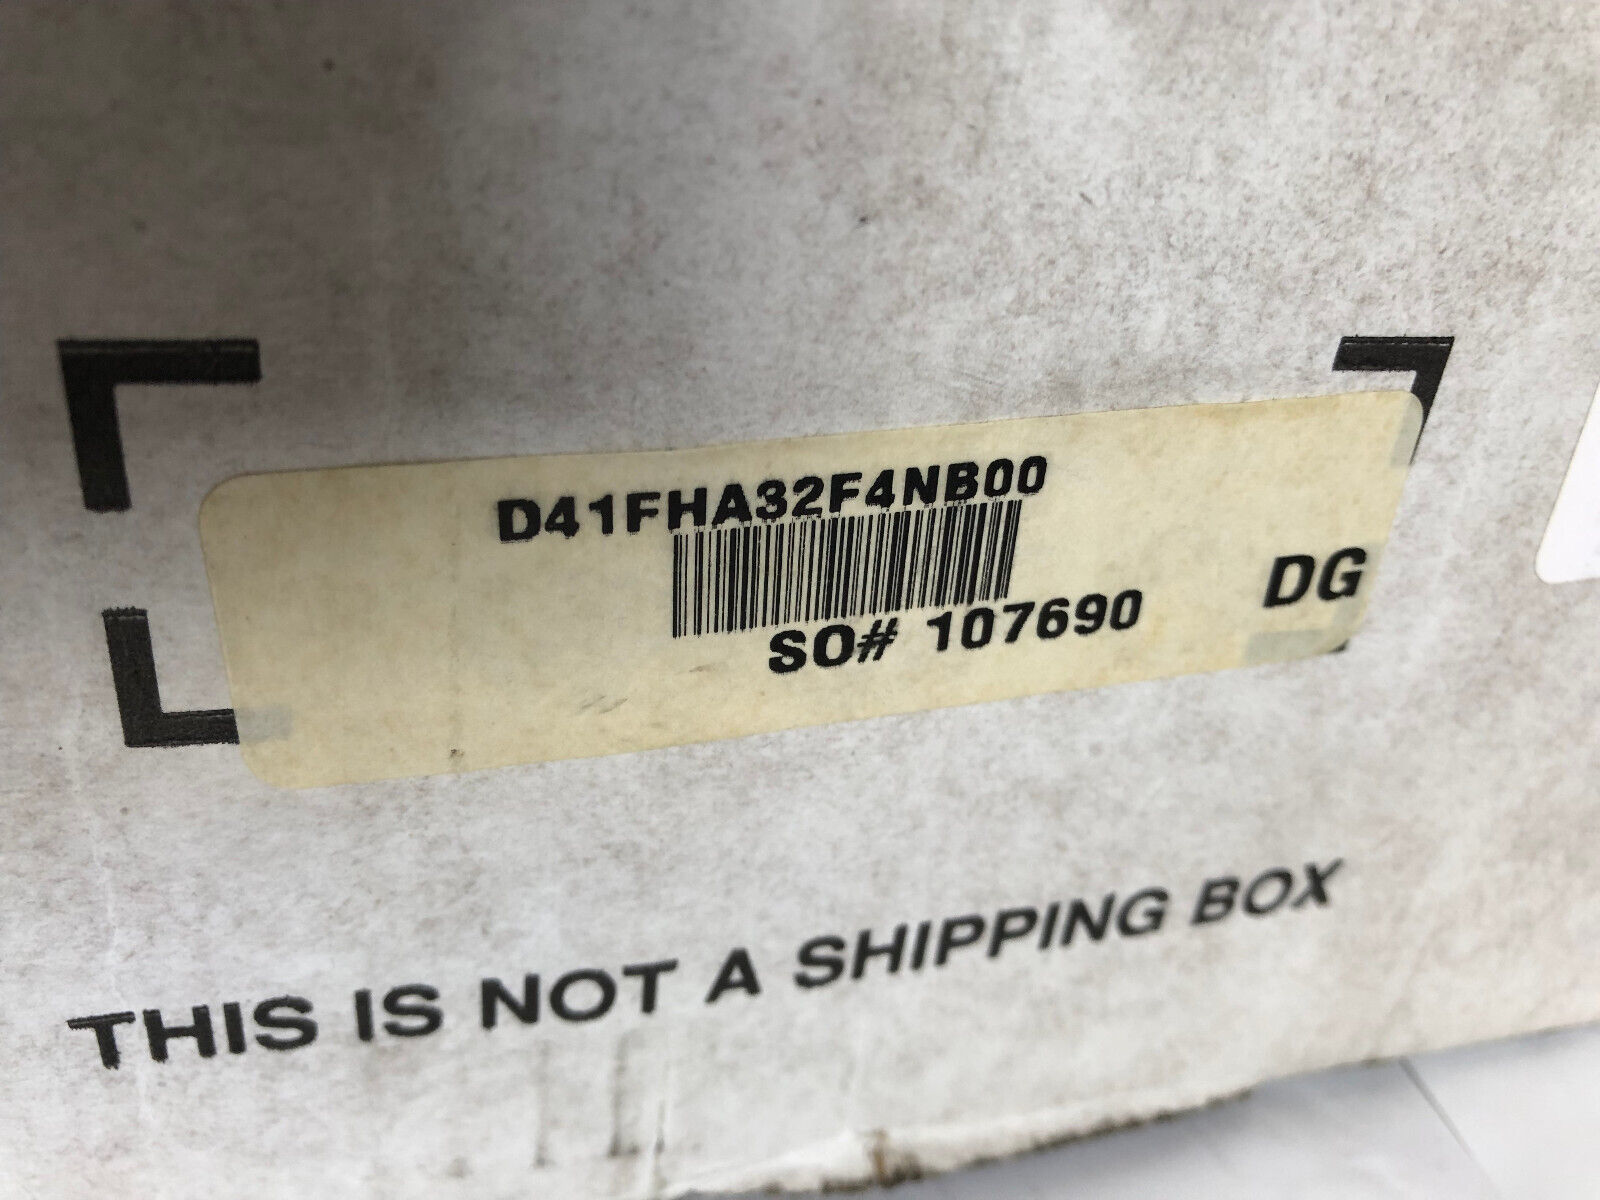 D41FHA32F4NB00
SO# 107690
DG
THIS IS NOT A SHIPPING BOX